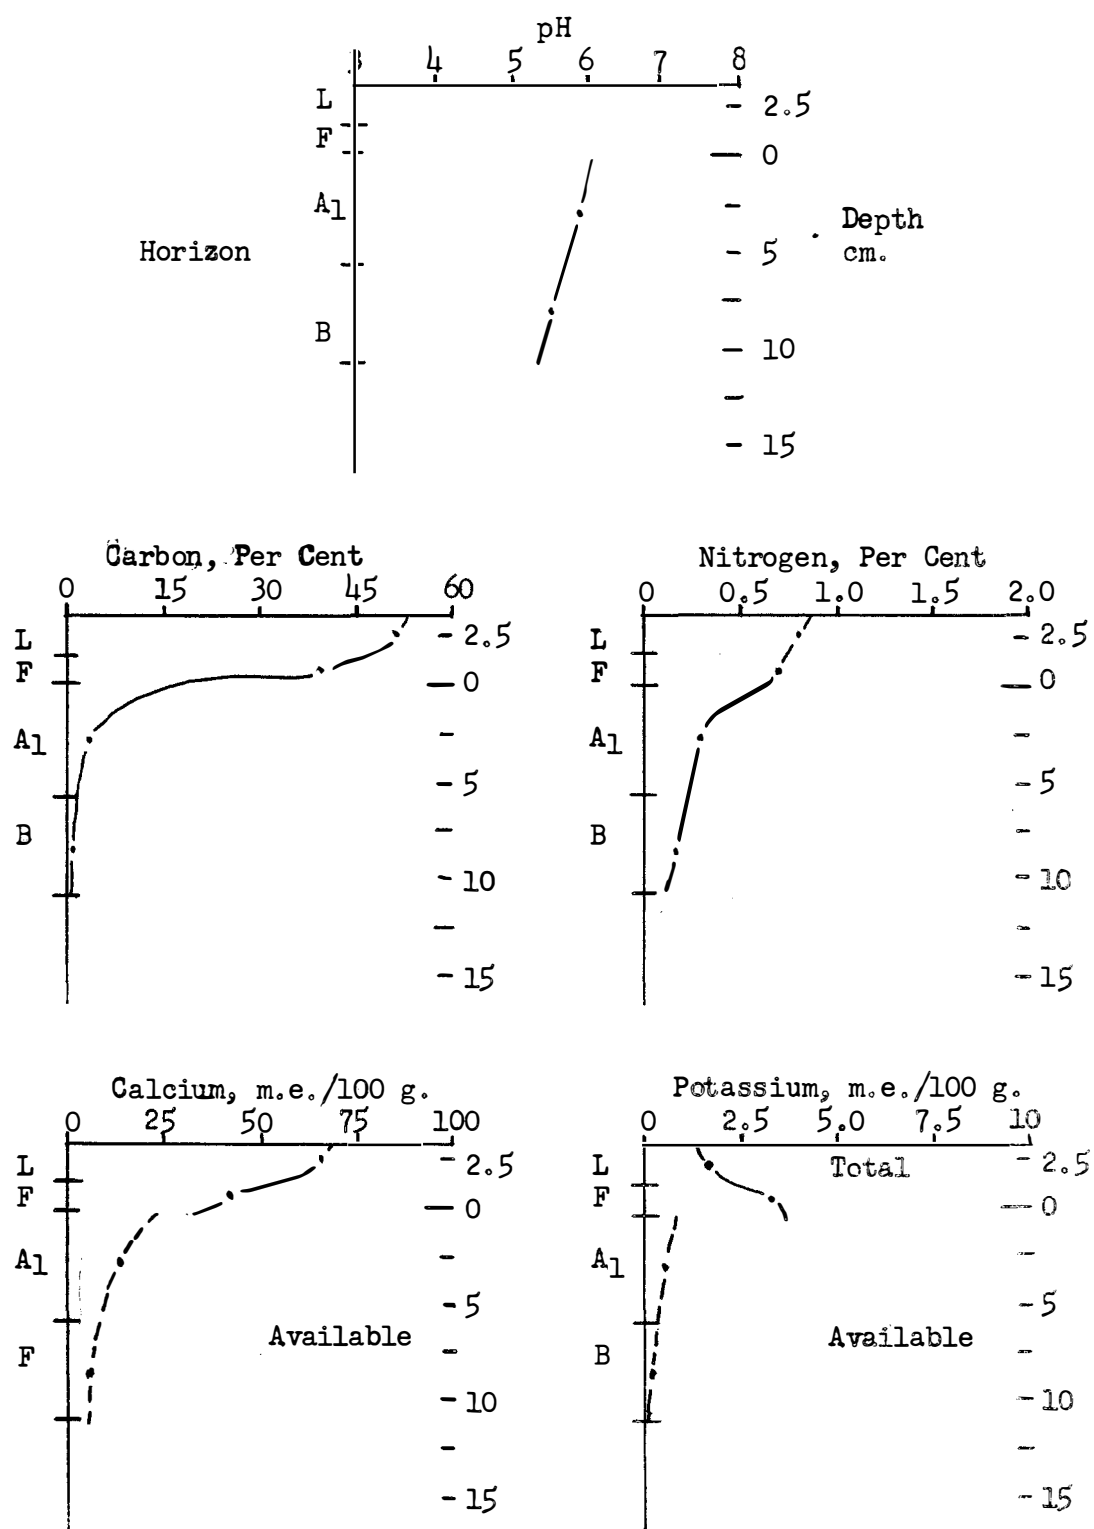 pH
3 4 5 6 7 8
L
2.5
F
0
A1
Depth
Horizon
5
cm.
B
10
15
Carbon, Per Cent
0 15 30 45 60
L
2.5
F
0
A1
5
B
10
15
Nitrogen, Per Cent
0 0.5 1.0 1.5 2.0
L
2.5
F
0
A1
5
B
10
15
Calcium, m.e./100 g.
0 25 50 75 100
L
2.5
F
0
A1
5
Available
F
10
15
Potassium, m.e./100 g.
0 2.5 5.0 7.5 10
L
Total
2.5
F
0
A1
5
Available
B
10
15